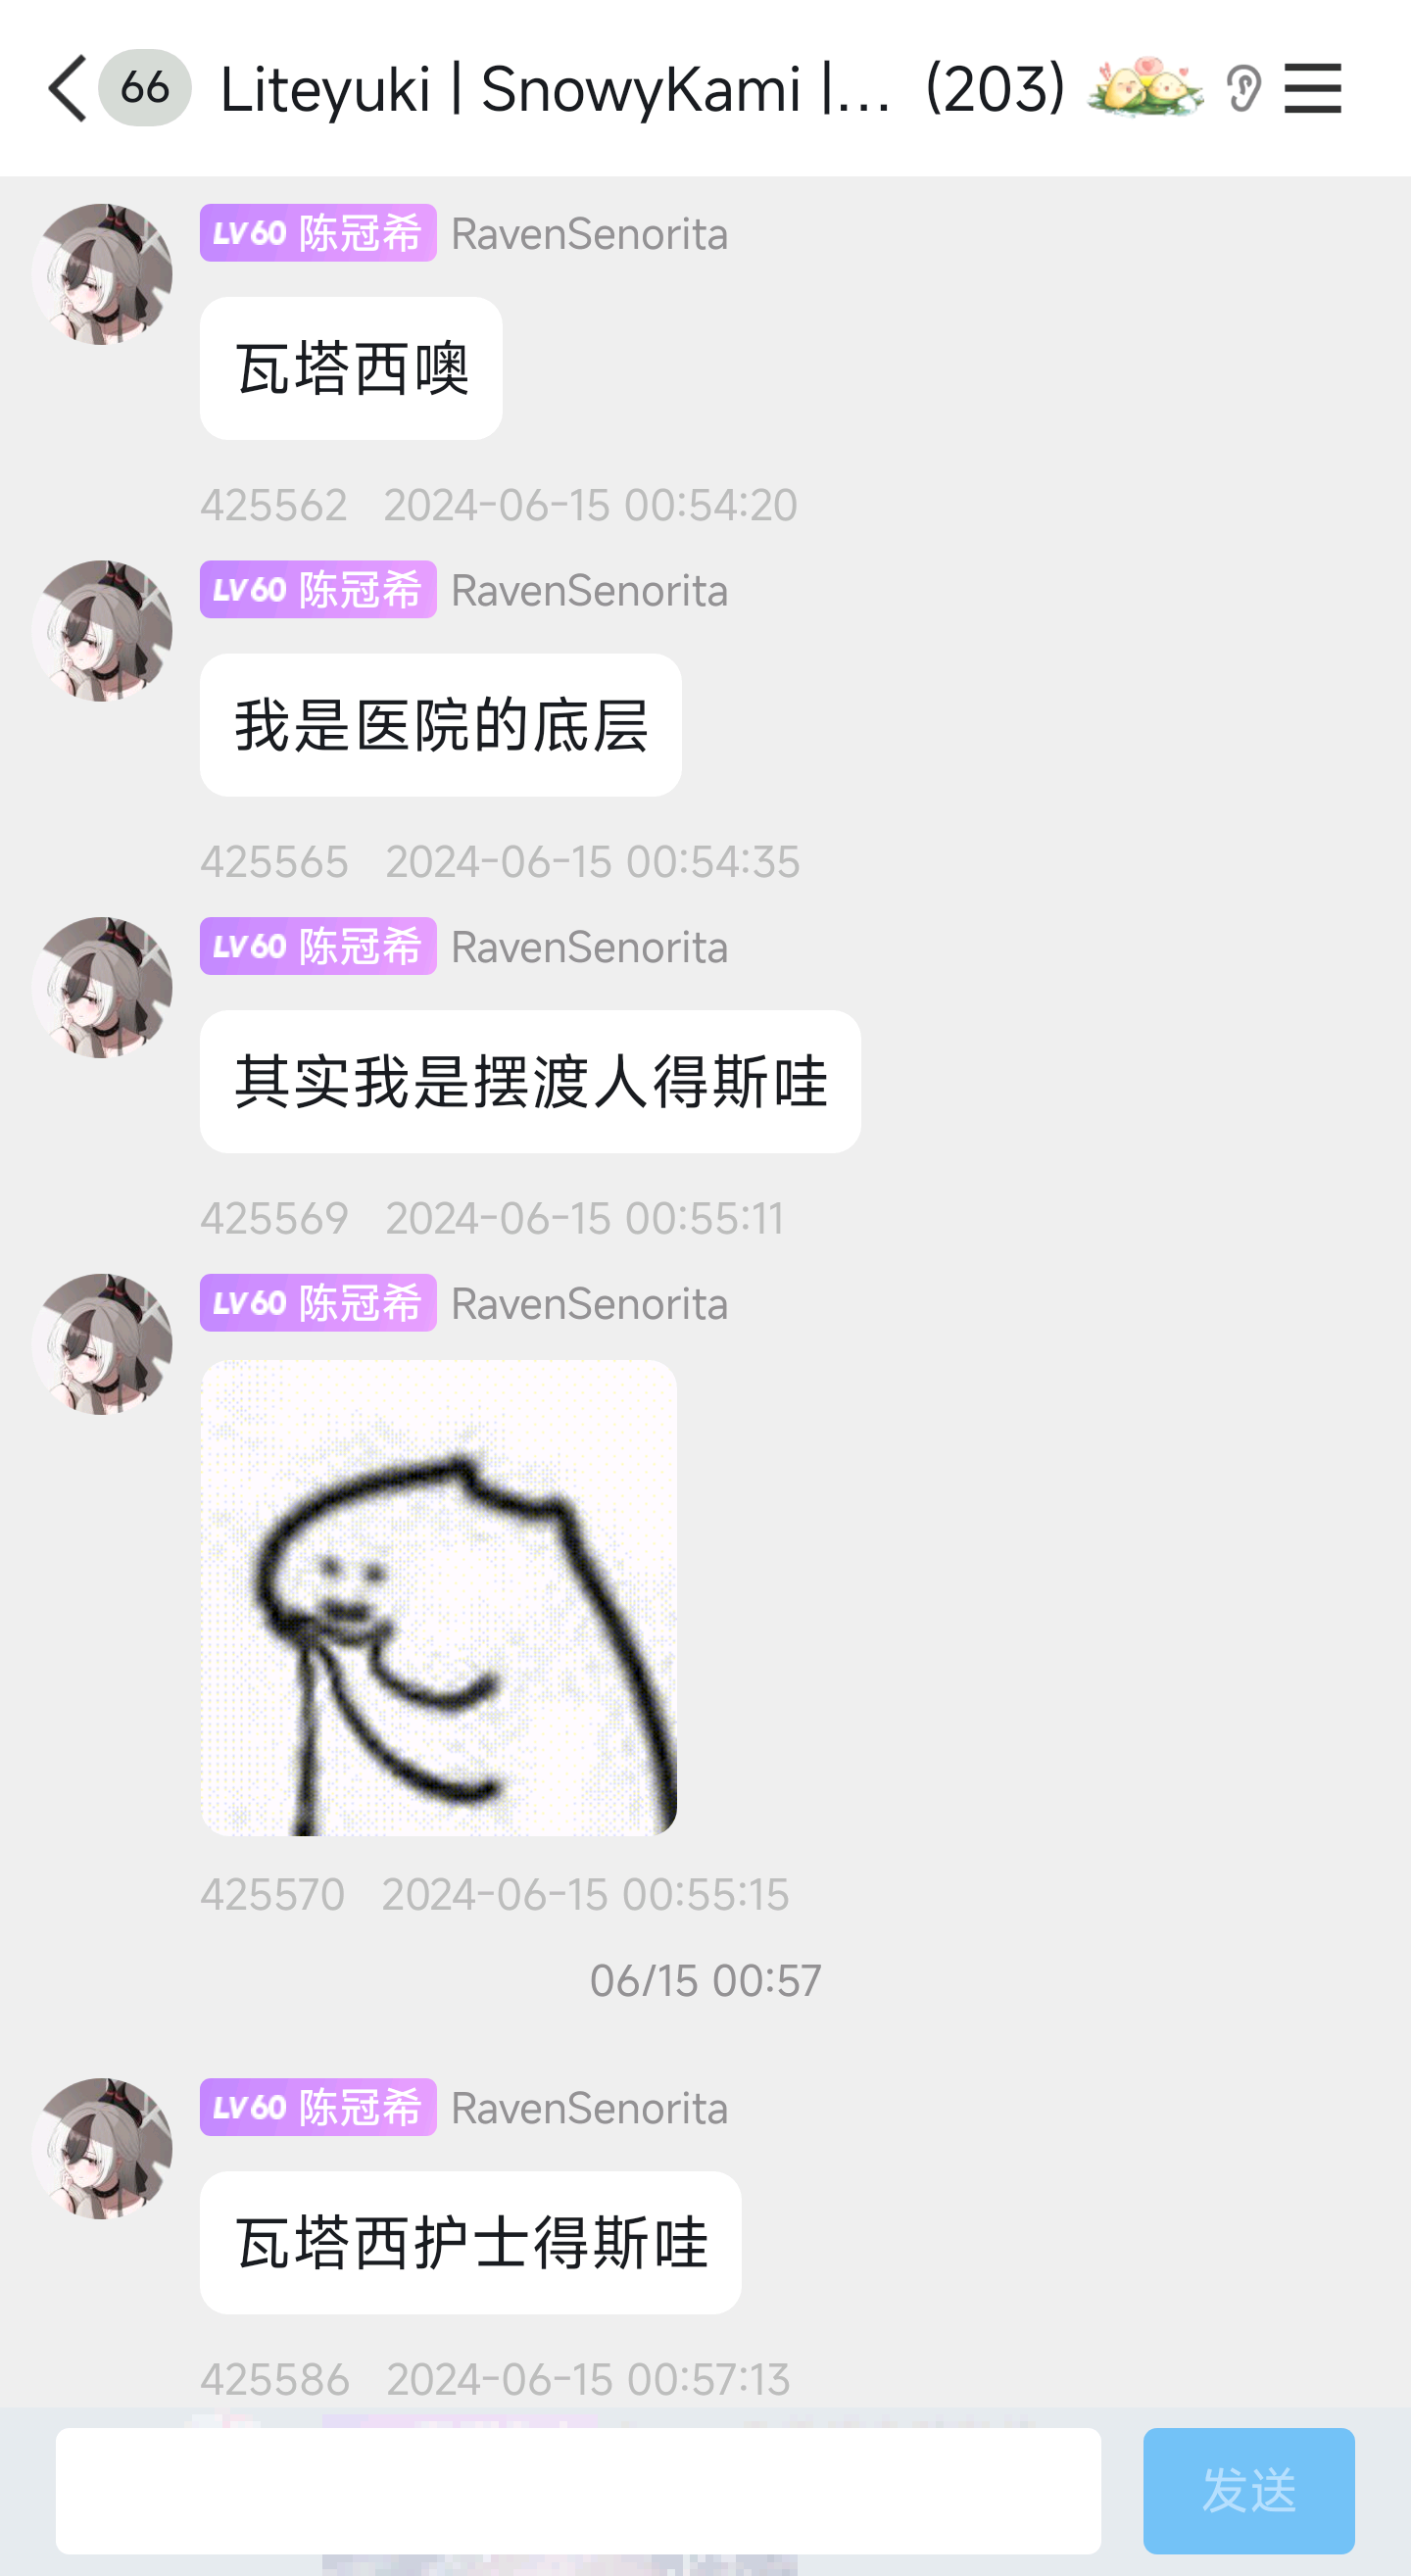 66 Liteyuki | SnowyKami |... (203)
LV60 陈冠希 RavenSenorita
瓦塔西噢
425562 2024-06-15 00:54:20
LV60 陈冠希 RavenSenorita
我是医院的底层
425565 2024-06-15 00:54:35
LV60 陈冠希 RavenSenorita
其实我是摆渡人得斯哇
425569 2024-06-15 00:55:11
LV60 陈冠希 RavenSenorita
425570 2024-06-15 00:55:15
06/15 00:57
LV60 陈冠希 RavenSenorita
瓦塔西护士得斯哇
425586 2024-06-15 00:57:13
发送